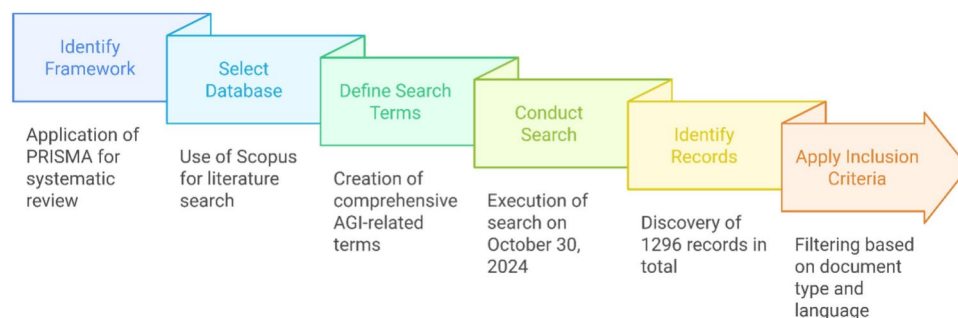 Identify
Framework
Application of
PRISMA for
systematic
review
Select
Database
Use of Scopus
for literature
search
Define Search
Terms
Creation of
comprehensive
AGI-related
terms
Conduct
Search
Execution of
search on
October 30,
2024
Identify
Records
Discovery of
1296 records in
total
Apply Inclusion
Criteria
Filtering based
on document
type and
language